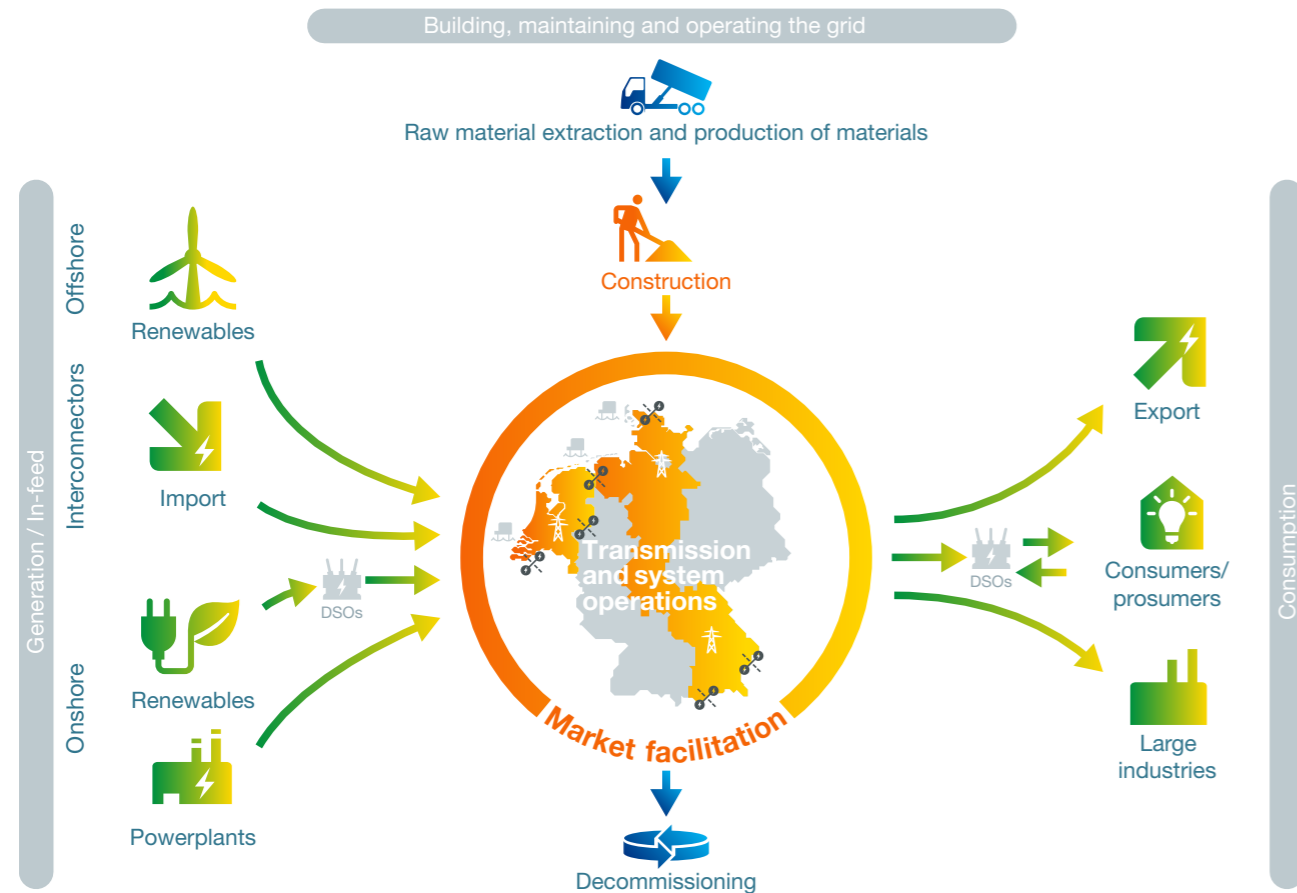 Building, maintaining and operating the grid
Raw material extraction and production of materials
Construction
Generation / In-feed
Offshore
Renewables
Interconnectors
Import
Onshore
DSOs
Renewables
Powerplants
Transmission
and system
operations
Market facilitation
Decommissioning
Export
DSOs
Consumers/
prosumers
Large
industries
Consumption